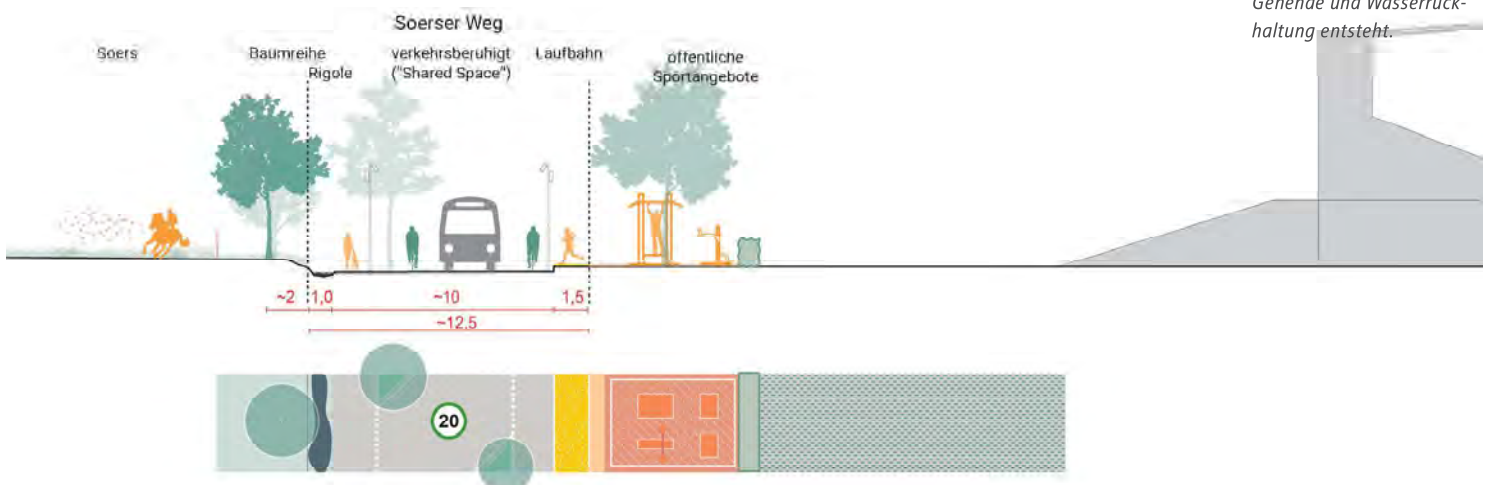 Gehende und Wasserrück-
haltung entsteht.
Soerser Weg
Soers
Baumreihe
Rigole
verkehrsberuhigt
("Shared Space")
Laufbahn
öffentliche
Sportangebote
~2
1,0
~10
1,5
~12.5
20